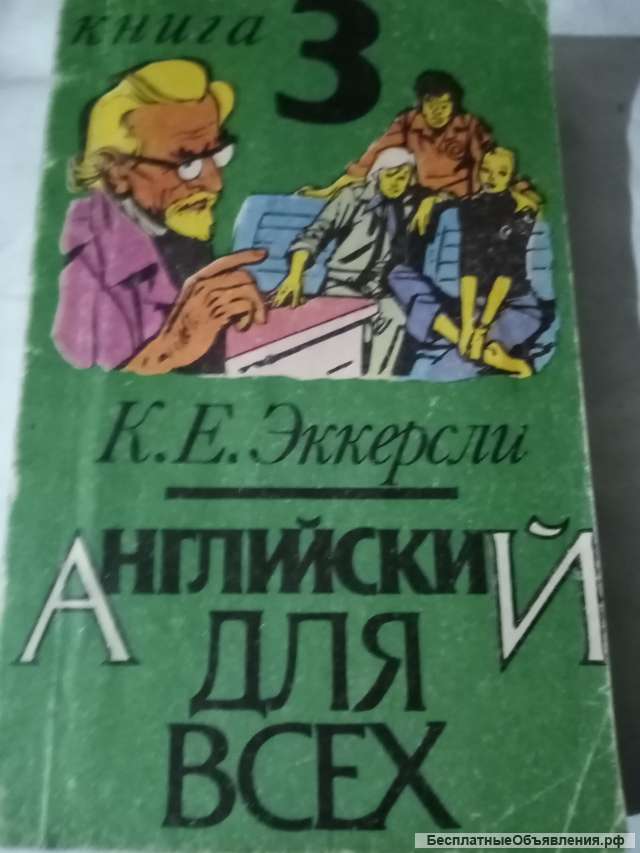 книга 3
К.Е.Эккерсли
АНГЛИЙСКИЙ
ДЛЯ
ВСЕХ
БесплатныеОбъявления.рф